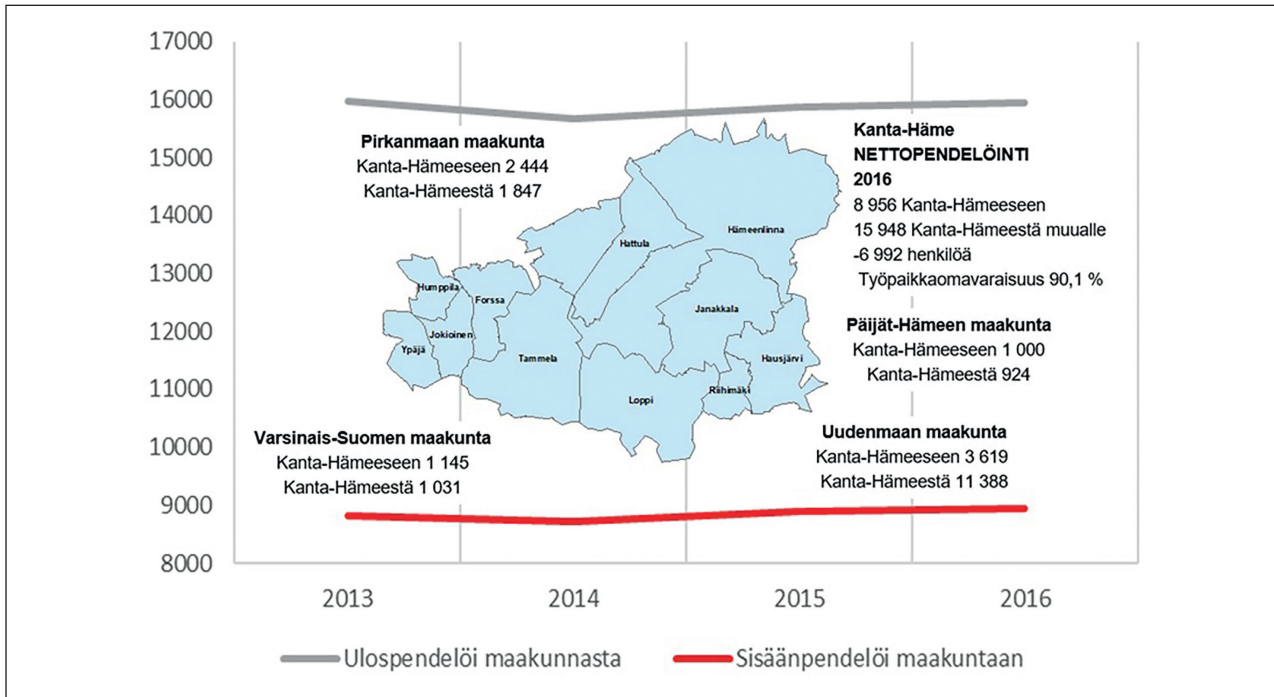 17000
16000
15000
14000
13000
12000
11000
10000
9000
8000
Pirkanmaan maakunta
Kanta-Hämeeseen 2 444
Kanta-Hämeestä 1 847
Kanta-Häme
NETTOPENDELÖINTI
2016
8 956 Kanta-Hämeeseen
15 948 Kanta-Hämeestä muualle
-6 992 henkilöä
Työpaikkaomavaraisuus 90,1 %
Hämeenlinna
Hattula
Humppila
Forssa
Janakkala
Jokioinen
Ypäjä
Tammela
Hausjärvi
Loppi
Riihimäki
Päijät-Hämeen maakunta
Kanta-Hämeeseen 1 000
Kanta-Hämeestä 924
Varsinais-Suomen maakunta
Kanta-Hämeeseen 1 145
Kanta-Hämeestä 1 031
Uudenmaan maakunta
Kanta-Hämeeseen 3 619
Kanta-Hämeestä 11 388
2013 2014 2015 2016
Ulospendelöi maakunnasta Sisäänpendelöi maakuntaan